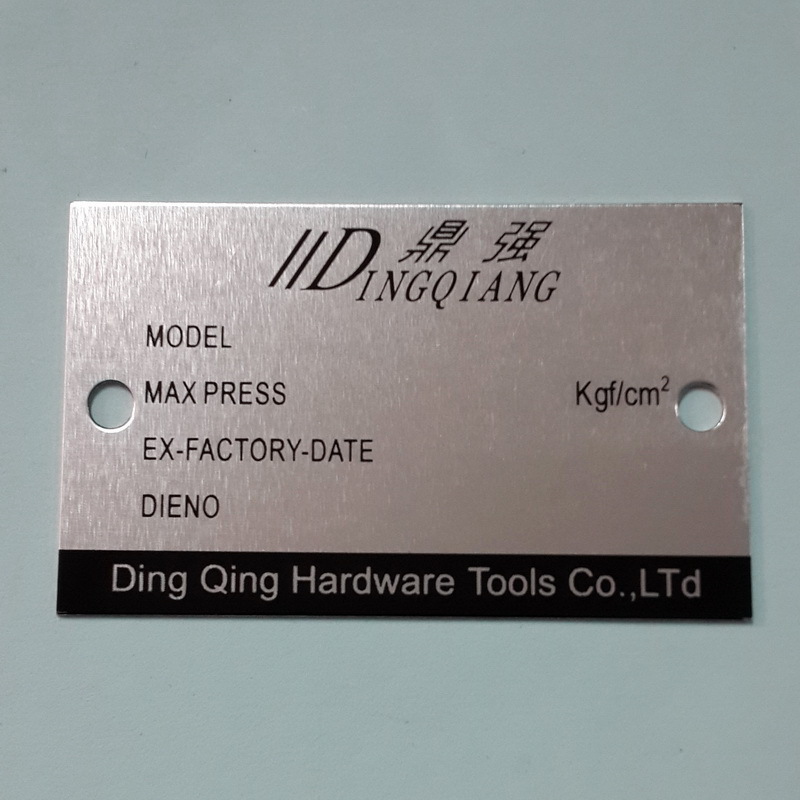 鼎强
DINGQIANG
MODEL
MAX PRESS Kgf/cm²
EX-FACTORY-DATE
DIENO
Ding Qing Hardware Tools Co.,LTd